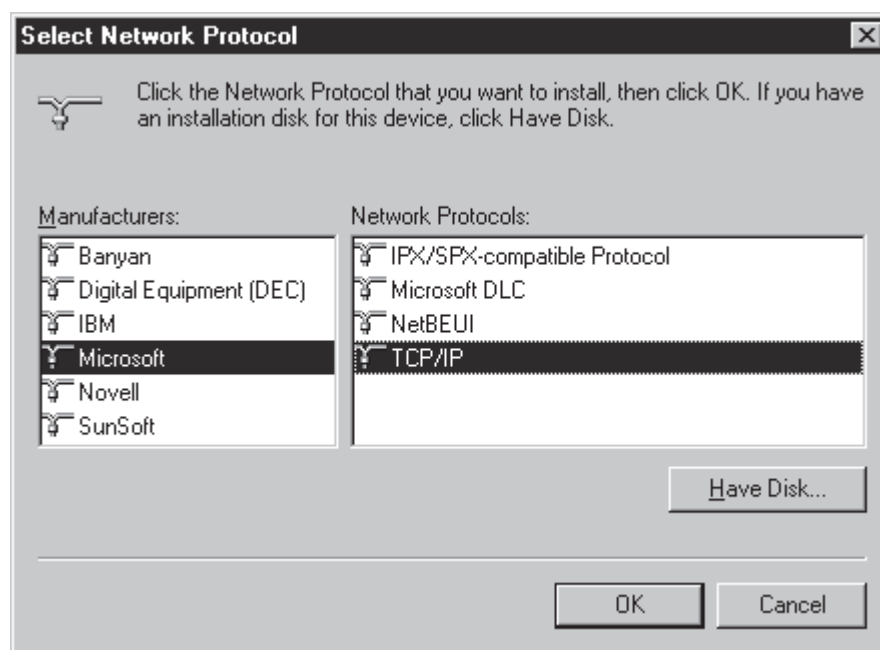 Select Network Protocol
Click the Network Protocol that you want to install, then click OK. If you have
an installation disk for this device, click Have Disk.
Manufacturers:
Banyan
Digital Equipment (DEC)
IBM
Microsoft
Novell
SunSoft
Network Protocols:
IPX/SPX-compatible Protocol
Microsoft DLC
NetBEUI
TCP/IP
Have Disk...
OK
Cancel